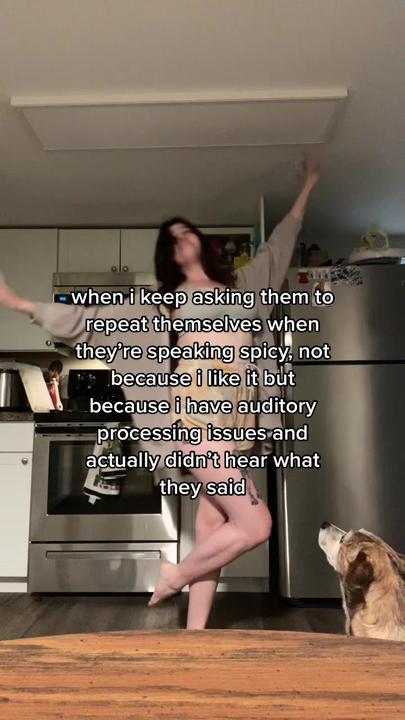 when i keep asking them to
repeat themselves when
they're speaking spicy, not
because i like it but
because i have auditory
processing issues and
actually didn't hear what
they said